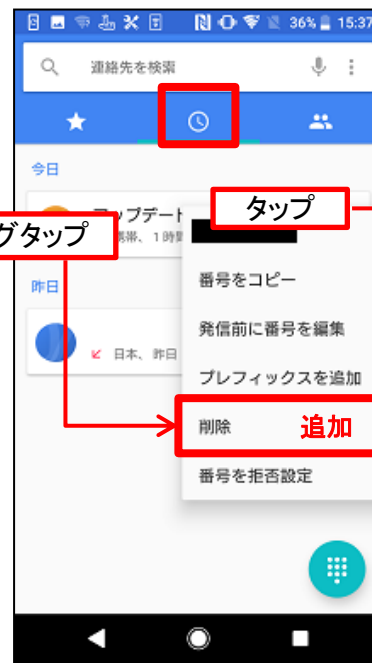 36% 15:37
連絡先を検索
今日
アップデート
携帯、1時間
タップ
グタップ
昨日
日本、昨日
番号をコピー
発信前に番号を編集
プレフィックスを追加
削除 追加
番号を拒否設定